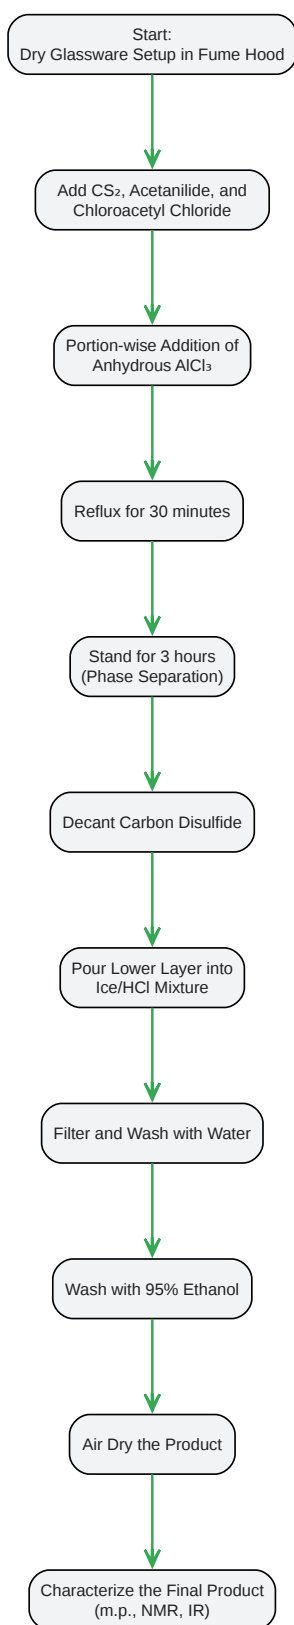 Start:
Dry Glassware Setup in Fume Hood
Add CS₂, Acetanilide, and
Chloroacetyl Chloride
Portion-wise Addition of
Anhydrous AlCl₃
Reflux for 30 minutes
Stand for 3 hours
(Phase Separation)
Decant Carbon Disulfide
Pour Lower Layer into
Ice/HCl Mixture
Filter and Wash with Water
Wash with 95% Ethanol
Air Dry the Product
Characterize the Final Product
(m.p., NMR, IR)